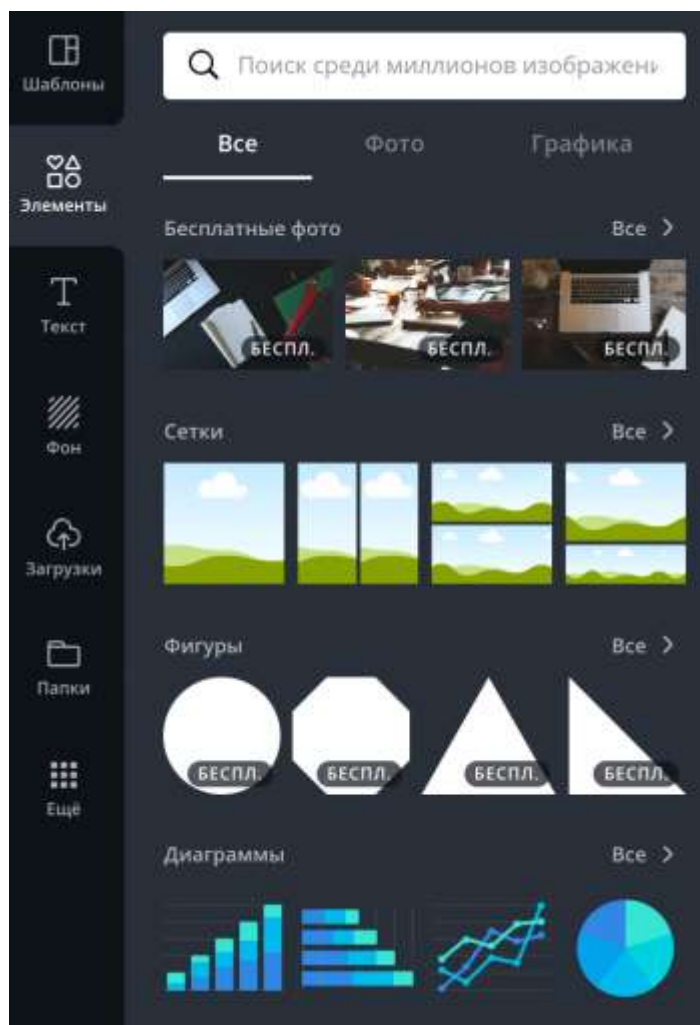 Шаблоны
Элементы
Текст
Фон
Загрузки
Папки
Ещё
Поиск среди миллионов изображени
Все Фото Графика
Бесплатные фото Все
БЕСПЛ. БЕСПЛ. БЕСПЛ.
Сетки Все
Фигуры Все
БЕСПЛ. БЕСПЛ. БЕСПЛ. БЕСПЛ.
Диаграммы Все